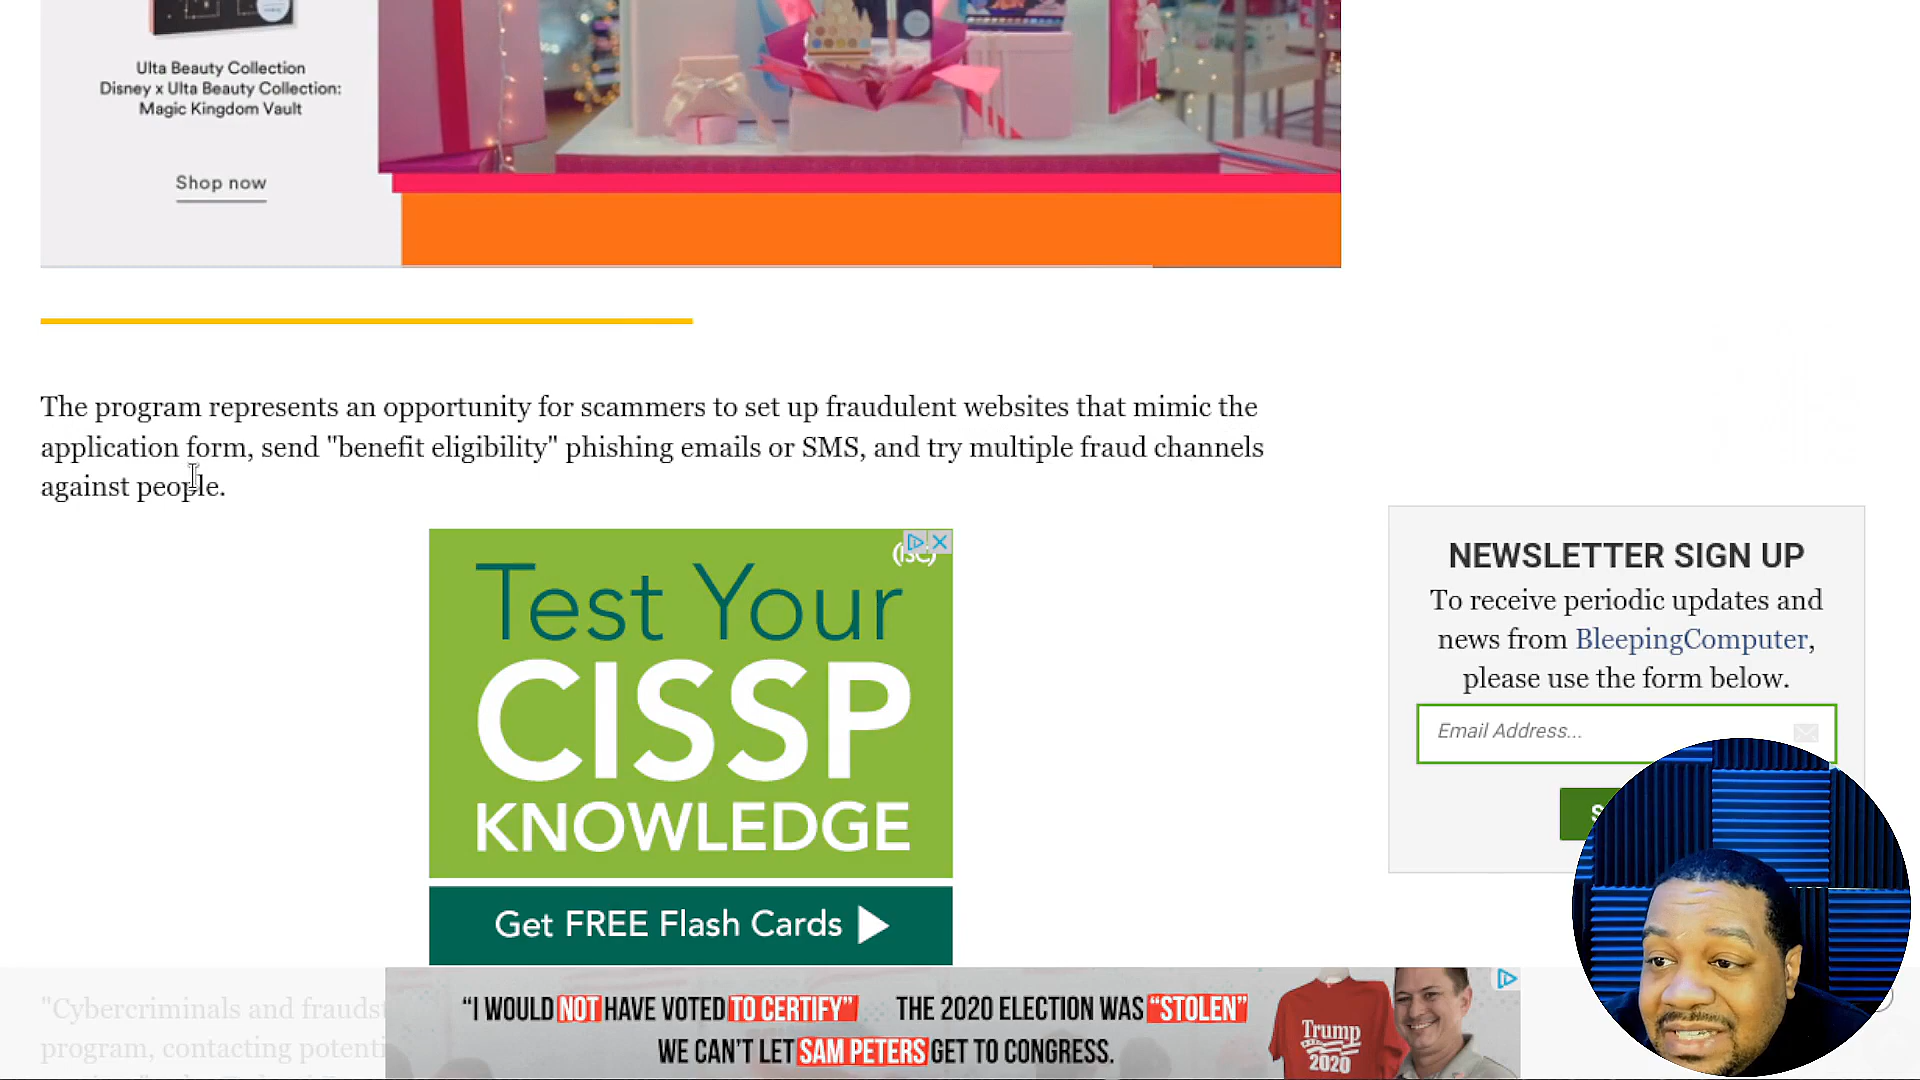 Ulta Beauty Collection
Disney x Ulta Beauty Collection:
Magic Kingdom Vault
Shop now
The program represents an opportunity for scammers to set up fraudulent websites that mimic the
application form, send "benefit eligibility" phishing emails or SMS, and try multiple fraud channels
against people.
(ISC)
Test Your
CISSP
KNOWLEDGE
Get FREE Flash Cards
NEWSLETTER SIGN UP
To receive periodic updates and
news from BleepingComputer,
please use the form below.
Email Address...
S
"Cybercriminals and fraudst
program, contacting potenti
“I WOULD NOT HAVE VOTED TO CERTIFY” THE 2020 ELECTION WAS “STOLEN”
WE CAN'T LET SAM PETERS GET TO CONGRESS.
Trump
2020